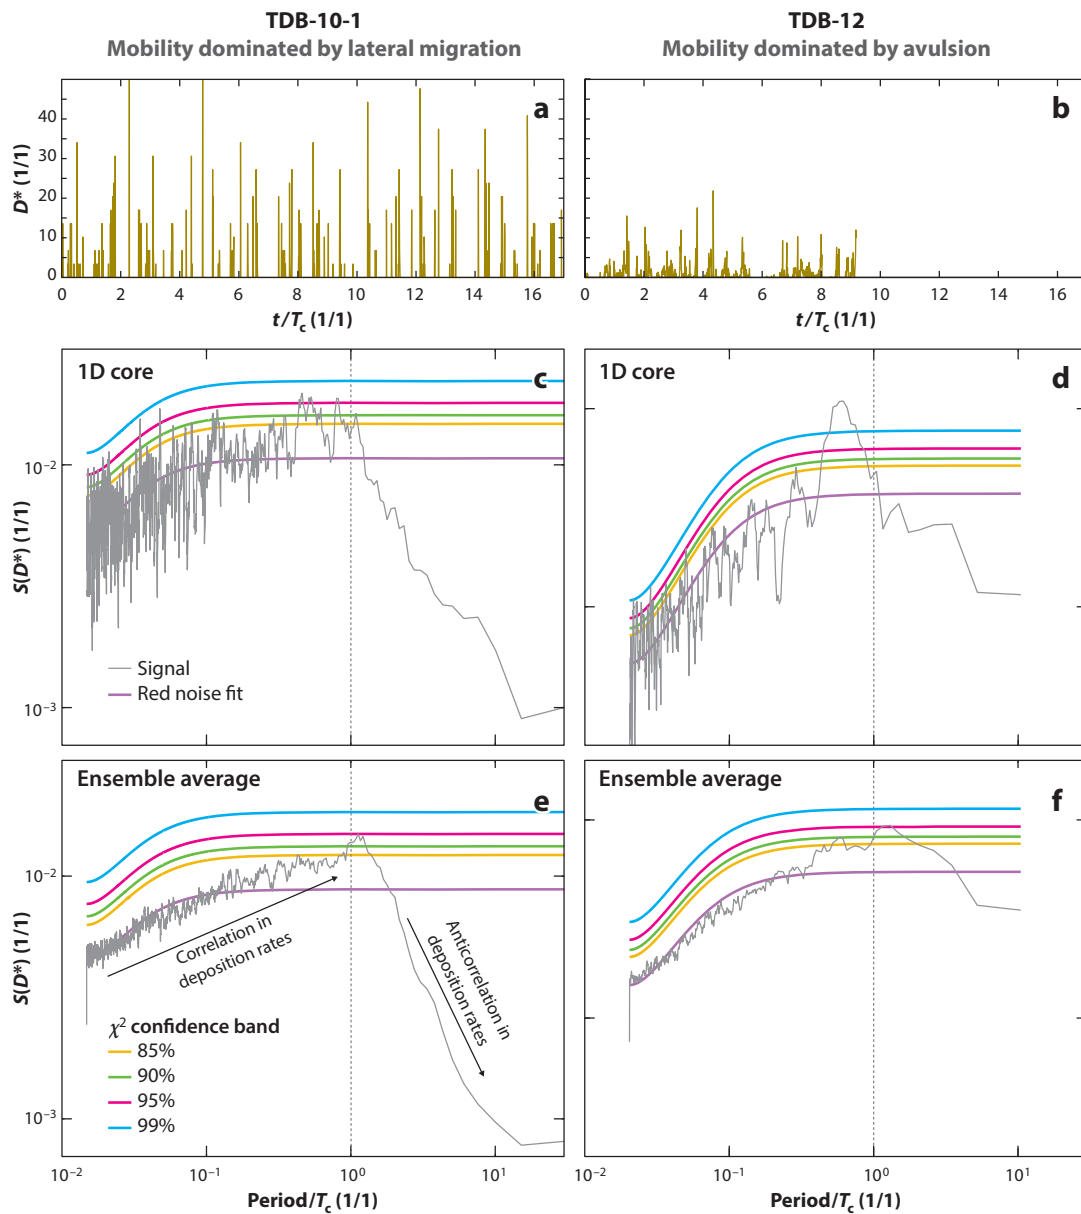 TDB-10-1
Mobility dominated by lateral migration
TDB-12
Mobility dominated by avulsion
a
D* (1/1)
40
30
20
10
0
0 2 4 6 8 10 12 14 16
t/Tc (1/1)
b
0 2 4 6 8 10 12 14 16
t/Tc (1/1)
1D core
c
S(D*) (1/1)
10⁻²
10⁻³
Signal
Red noise fit
d
Ensemble average
e
S(D*) (1/1)
10⁻²
10⁻³
Correlation in
deposition rates
Anticorrelation in
deposition rates
χ² confidence band
85%
90%
95%
99%
10⁻² 10⁻¹ 10⁰ 10¹
Period/Tc (1/1)
f
10⁻² 10⁻¹ 10⁰ 10¹
Period/Tc (1/1)